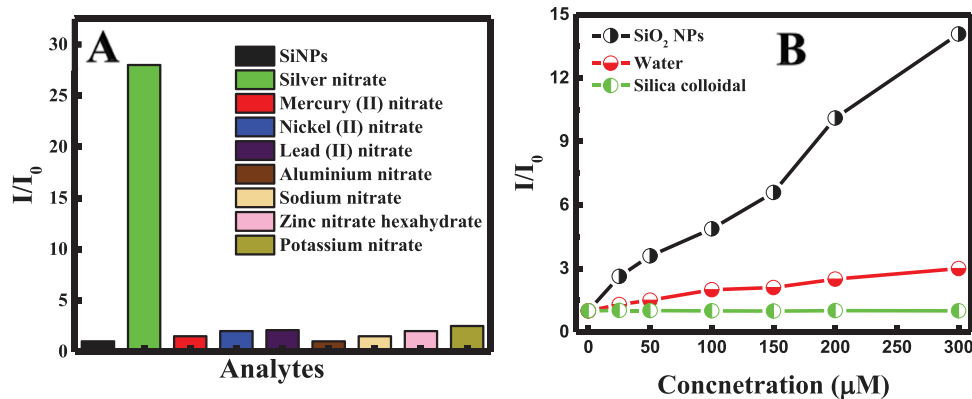 A
30
25
20
15
10
5
0
I/I0
Analytes
SiNPs
Silver nitrate
Mercury (II) nitrate
Nickel (II) nitrate
Lead (II) nitrate
Aluminium nitrate
Sodium nitrate
Zinc nitrate hexahydrate
Potassium nitrate
B
15
12
9
6
3
0
I/I0
SiO2 NPs
Water
Silica colloidal
0 50 100 150 200 250 300
Concnetration (μM)